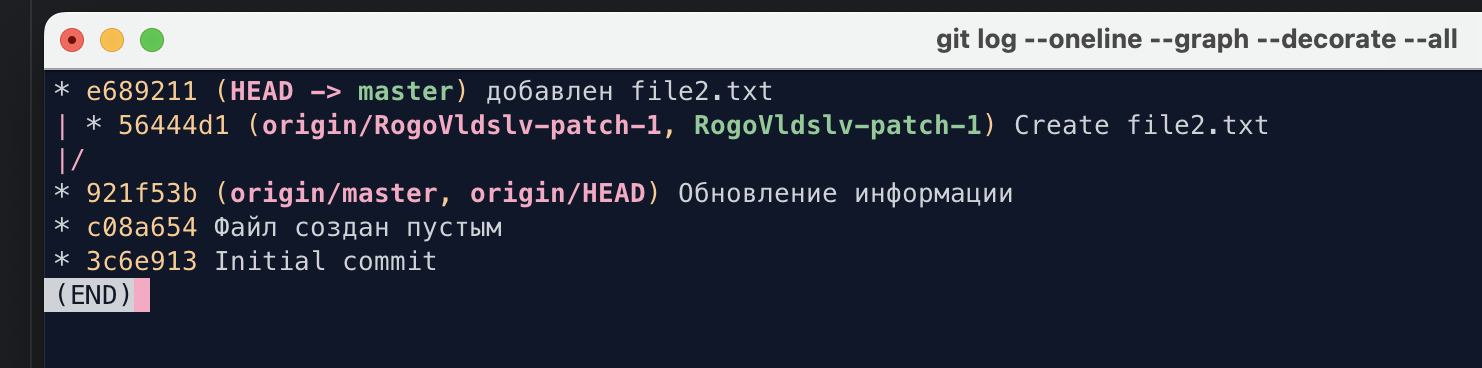 git log --oneline --graph --decorate --all
* e689211 (HEAD -> master) добавлен file2.txt
| * 56444d1 (origin/RogoVldslv-patch-1, RogoVldslv-patch-1) Create file2.txt
|/
* 921f53b (origin/master, origin/HEAD) Обновление информации
* c08a654 Файл создан пустым
* 3c6e913 Initial commit
(END)